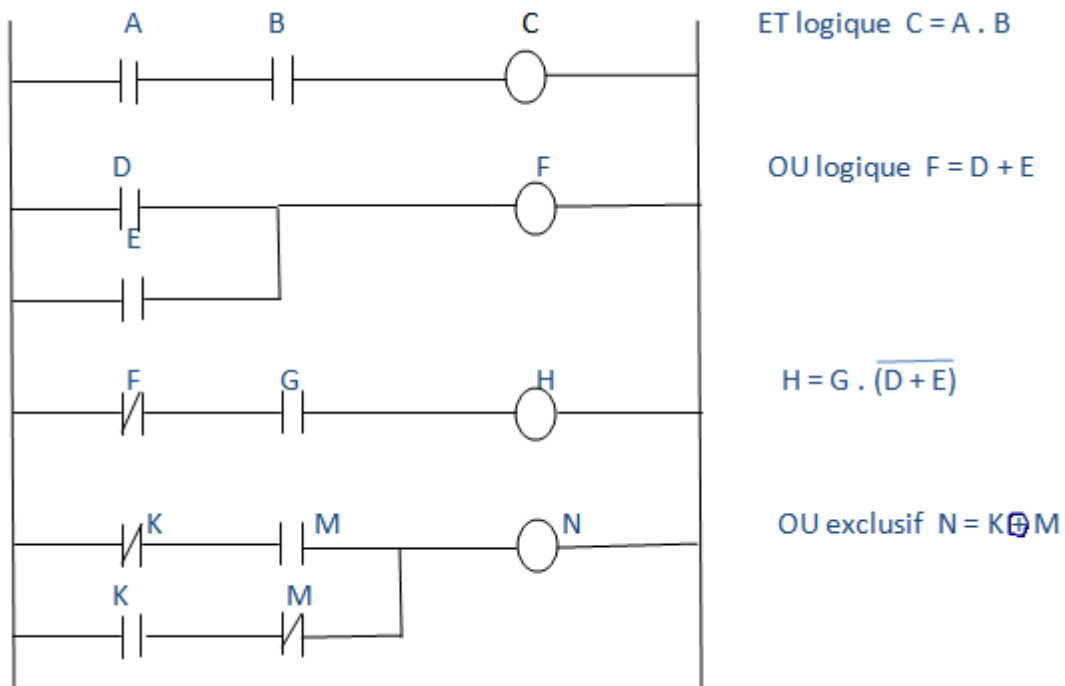 A B C ET logique C = A . B
D F OU logique F = D + E
E
F G H H = G . (D + E)
K M N OU exclusif N = K ⊕ M
K M